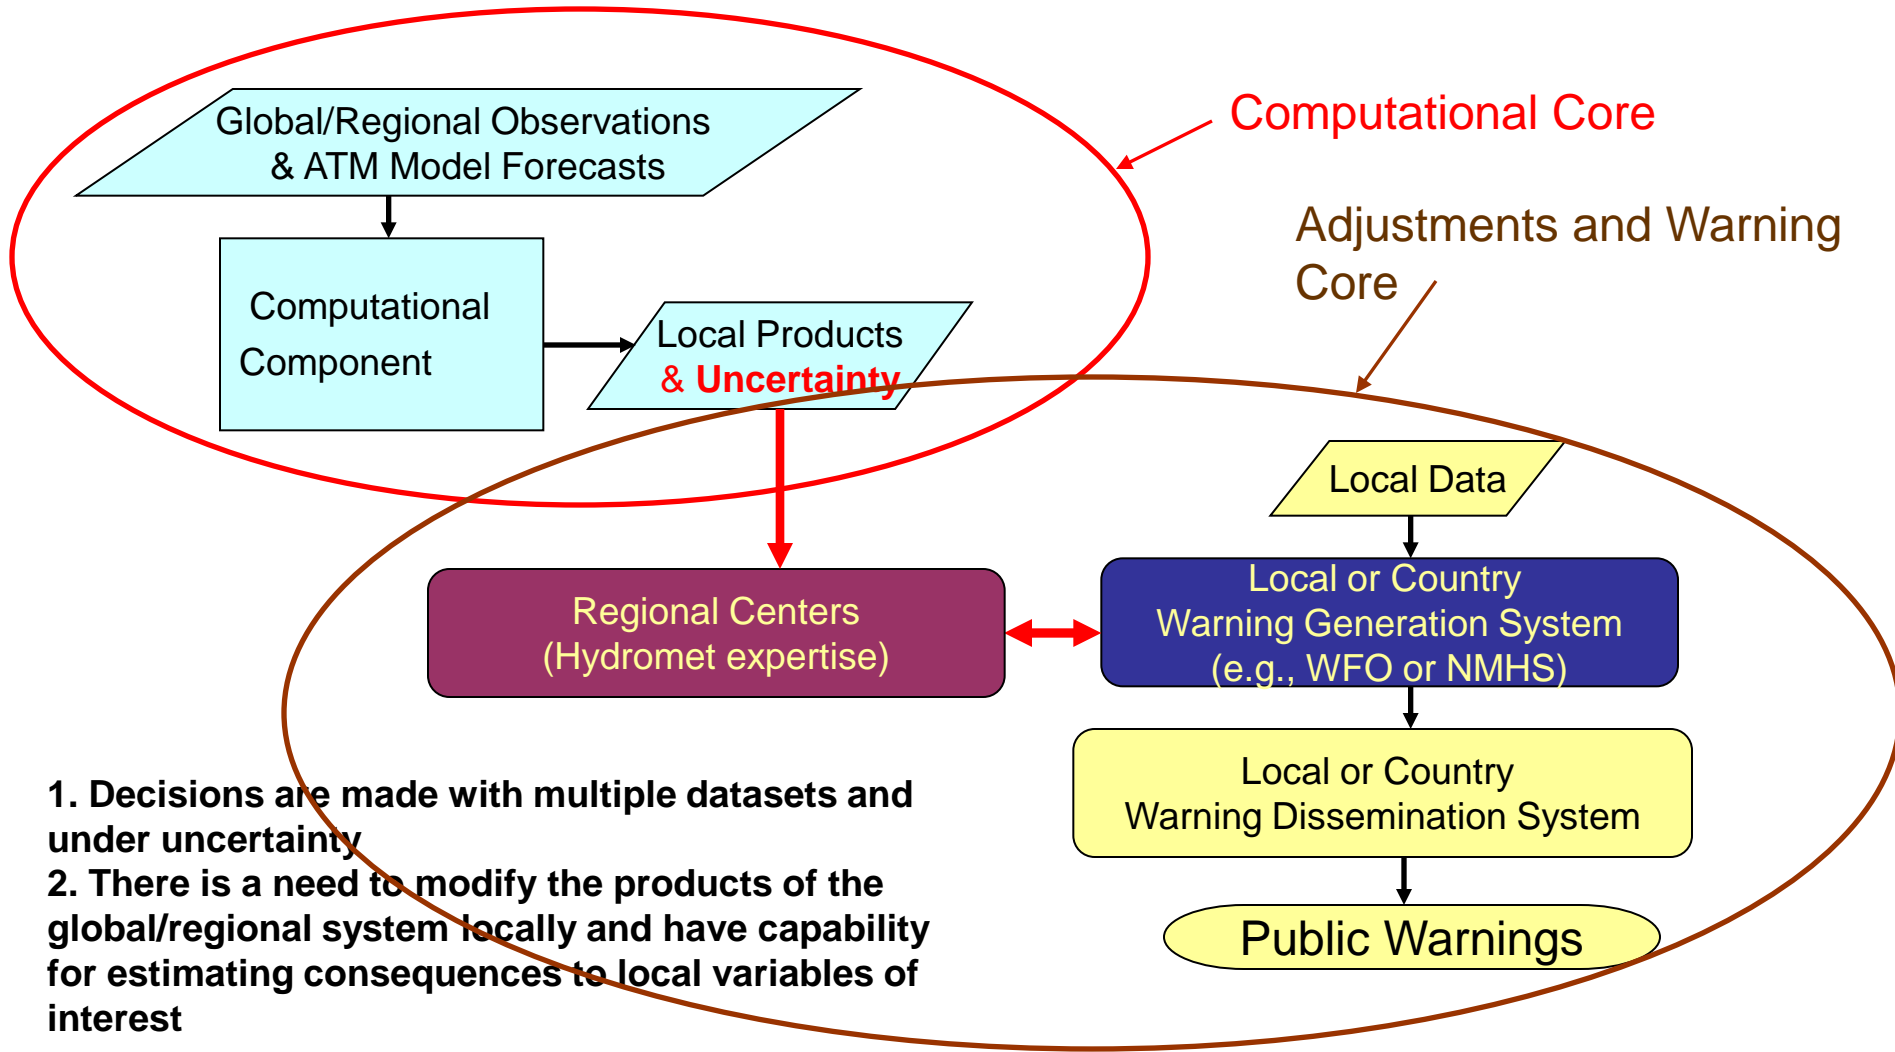 Global/Regional Observations
& ATM Model Forecasts
Computational Core
Adjustments and Warning
Core
Computational
Component
Local Products
& Uncertainty
Local Data
Regional Centers
(Hydromet expertise)
Local or Country
Warning Generation System
(e.g., WFO or NMHS)
Local or Country
Warning Dissemination System
Public Warnings
1. Decisions are made with multiple datasets and
under uncertainty
2. There is a need to modify the products of the
global/regional system locally and have capability
for estimating consequences to local variables of
interest